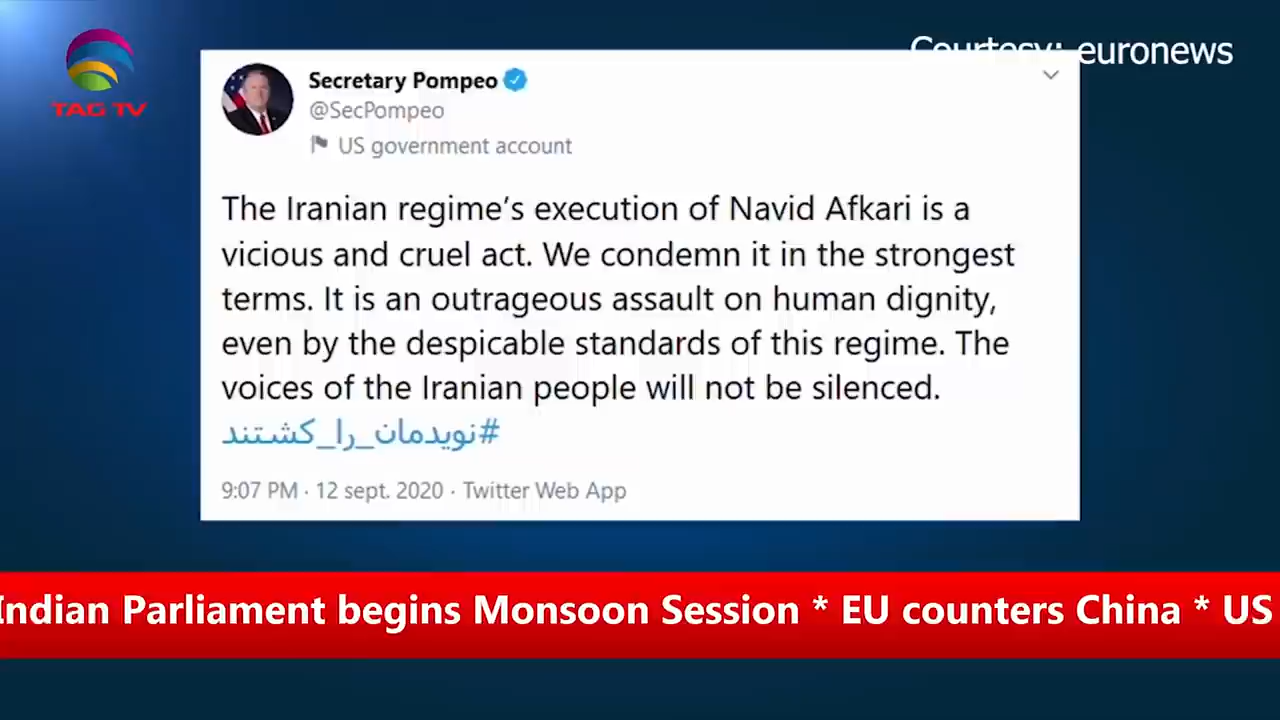 TAG TV
Courtesy: euronews
Secretary Pompeo
@SecPompeo
US government account
The Iranian regime’s execution of Navid Afkari is a
vicious and cruel act. We condemn it in the strongest
terms. It is an outrageous assault on human dignity,
even by the despicable standards of this regime. The
voices of the Iranian people will not be silenced.
#نویدمان_را_کشتند
9:07 PM · 12 sept. 2020 · Twitter Web App
Indian Parliament begins Monsoon Session * EU counters China * US